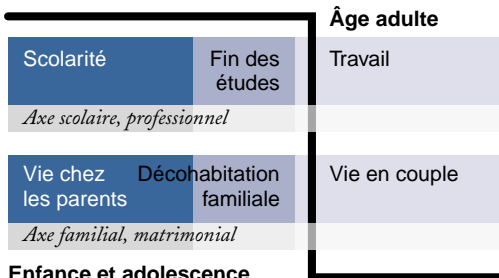 Âge adulte
Scolarité
Fin des
études
Travail
Axe scolaire, professionnel
Vie chez
les parents
Décohabitation
familiale
Vie en couple
Axe familial, matrimonial
Enfance et adolescence